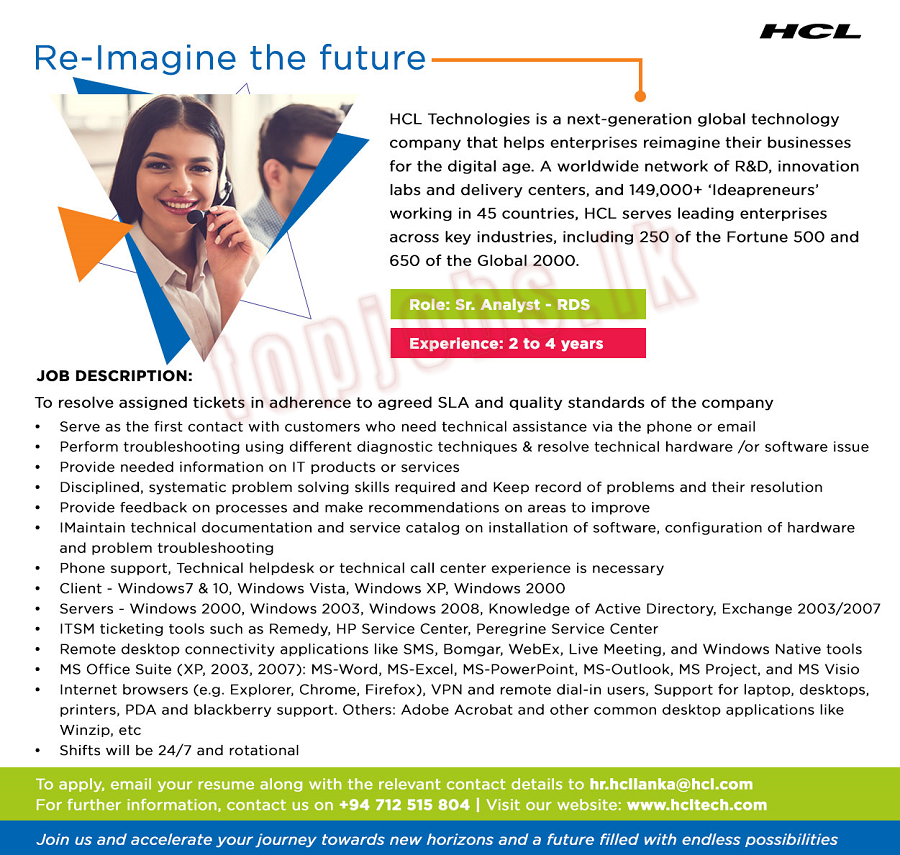 HCL
Re-Imagine the future
HCL Technologies is a next-generation global technology
company that helps enterprises reimagine their businesses
for the digital age. A worldwide network of R&D, innovation
labs and delivery centers, and 149,000+ ‘Ideapreneurs’
working in 45 countries, HCL serves leading enterprises
across key industries, including 250 of the Fortune 500 and
650 of the Global 2000.
Role: Sr. Analyst - RDS
Experience: 2 to 4 years
topjobs.lk
JOB DESCRIPTION:
To resolve assigned tickets in adherence to agreed SLA and quality standards of the company
• Serve as the first contact with customers who need technical assistance via the phone or email
• Perform troubleshooting using different diagnostic techniques & resolve technical hardware /or software issue
• Provide needed information on IT products or services
• Disciplined, systematic problem solving skills required and Keep record of problems and their resolution
• Provide feedback on processes and make recommendations on areas to improve
• IMaintain technical documentation and service catalog on installation of software, configuration of hardware
and problem troubleshooting
• Phone support, Technical helpdesk or technical call center experience is necessary
• Client - Windows7 & 10, Windows Vista, Windows XP, Windows 2000
• Servers - Windows 2000, Windows 2003, Windows 2008, Knowledge of Active Directory, Exchange 2003/2007
• ITSM ticketing tools such as Remedy, HP Service Center, Peregrine Service Center
• Remote desktop connectivity applications like SMS, Bomgar, WebEx, Live Meeting, and Windows Native tools
• MS Office Suite (XP, 2003, 2007): MS-Word, MS-Excel, MS-PowerPoint, MS-Outlook, MS Project, and MS Visio
• Internet browsers (e.g. Explorer, Chrome, Firefox), VPN and remote dial-in users, Support for laptop, desktops,
printers, PDA and blackberry support. Others: Adobe Acrobat and other common desktop applications like
Winzip, etc
• Shifts will be 24/7 and rotational
To apply, email your resume along with the relevant contact details to hr.hcllanka@hcl.com
For further information, contact us on +94 712 515 804 | Visit our website: www.hcltech.com
Join us and accelerate your journey towards new horizons and a future filled with endless possibilities